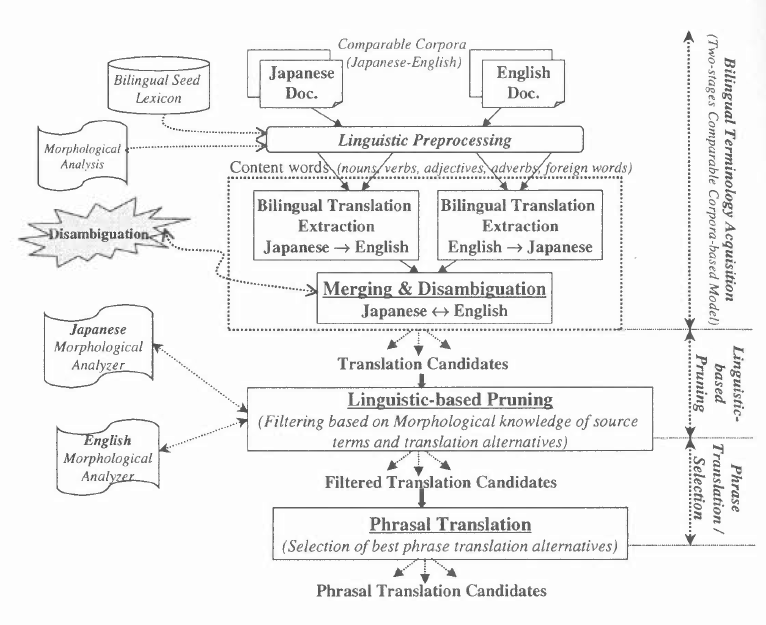 Comparable Corpora
(Japanese-English)
Japanese
Doc.
English
Doc.
Bilingual Seed
Lexicon
Linguistic Preprocessing
Morphological
Analysis
Content words (nouns, verbs, adjectives, adverbs, foreign words)
Bilingual Translation
Extraction
Japanese → English
Bilingual Translation
Extraction
English → Japanese
Disambiguation
Merging & Disambiguation
Japanese ↔ English
Japanese
Morphological
Analyzer
Translation Candidates
Linguistic-based Pruning
(Filtering based on Morphological knowledge of source
terms and translation alternatives)
English
Morphological
Analyzer
Filtered Translation Candidates
Phrasal Translation
(Selection of best phrase translation alternatives)
Phrasal Translation Candidates
Bilingual Terminology Acquisition
(Two-stages Comparable Corpora-based Model)
Linguistic-
based
Pruning
Phrase
Translation /
Selection